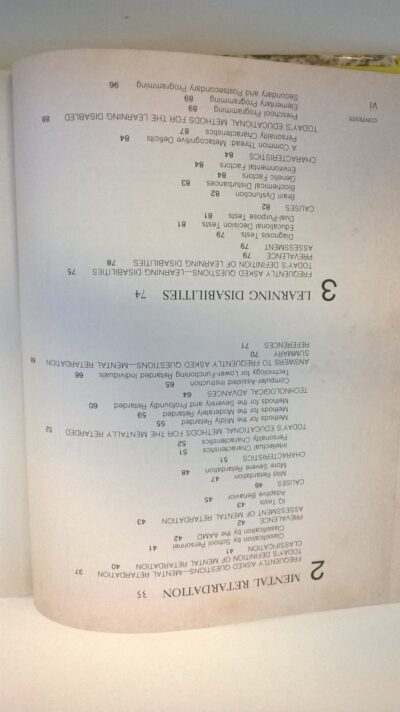 2 MENTAL RETARDATION 35
FREQUENTLY ASKED QUESTIONS—MENTAL RETARDATION 37
TODAY'S DEFINITION OF MENTAL RETARDATION 40
CLASSIFICATION 41
Classification by School Personnel 41
Classification by the AAMD 42
PREVALENCE 42
ASSESSMENT OF MENTAL RETARDATION 43
IQ Tests 43
Adaptive Behavior 45
CAUSES 46
Mild Retardation 47
More Severe Retardation 48
CHARACTERISTICS 51
Intellectual Characteristics 51
Personality Characteristics 52
TODAY'S EDUCATIONAL METHODS FOR THE MENTALLY RETARDED 52
Methods for the Mildly Retarded 55
Methods for the Moderately Retarded 59
Methods for the Severely and Profoundly Retarded 60
TECHNOLOGICAL ADVANCES 64
Computer Assisted Instruction 65
Technology for Lower-Functioning Retarded Individuals 66
ANSWERS TO FREQUENTLY ASKED QUESTIONS—MENTAL RETARDATION
SUMMARY 70
REFERENCES 71
3 LEARNING DISABILITIES 74
FREQUENTLY ASKED QUESTIONS—LEARNING DISABILITIES 75
TODAY'S DEFINITION OF LEARNING DISABILITIES 78
PREVALENCE 79
ASSESSMENT 79
Diagnosis Tests 79
Educational Decision Tests 81
Dual-Purpose Tests 81
CAUSES 82
Brain Dysfunction 82
Biochemical Disturbances 83
Genetic Factors 84
Environmental Factors 84
CHARACTERISTICS 84
A Common Thread: Metacognitive Deficits 84
Personality Characteristics 87
TODAY'S EDUCATIONAL METHODS FOR THE LEARNING DISABLED 88
Preschool Programming 89
Elementary Programming 89
Secondary and Postsecondary Programming 96
CONTENTS
vi